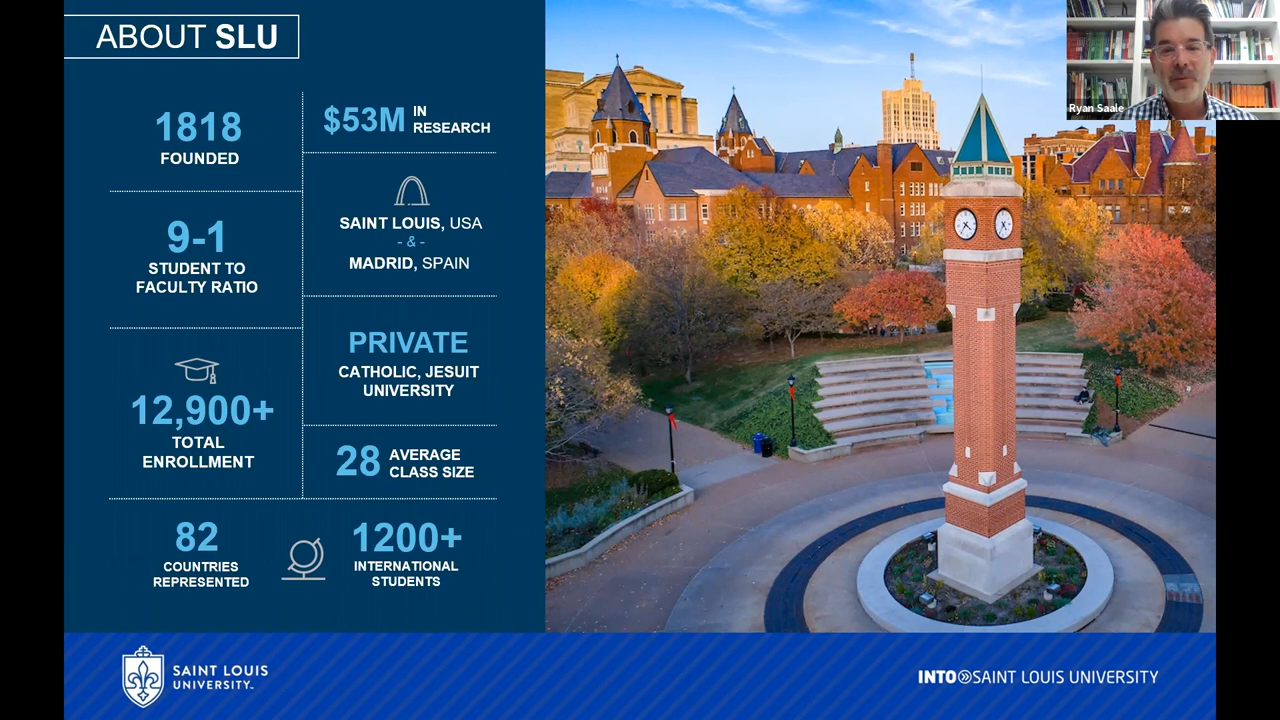 ABOUT SLU
1818
FOUNDED
9-1
STUDENT TO
FACULTY RATIO
12,900+
TOTAL
ENROLLMENT
$53M IN
RESEARCH
SAINT LOUIS, USA
- & -
MADRID, SPAIN
PRIVATE
CATHOLIC, JESUIT
UNIVERSITY
28 AVERAGE
CLASS SIZE
82
COUNTRIES
REPRESENTED
1200+
INTERNATIONAL
STUDENTS
Ryan Saale
SAINT LOUIS
UNIVERSITY™
INTO SAINT LOUIS UNIVERSITY